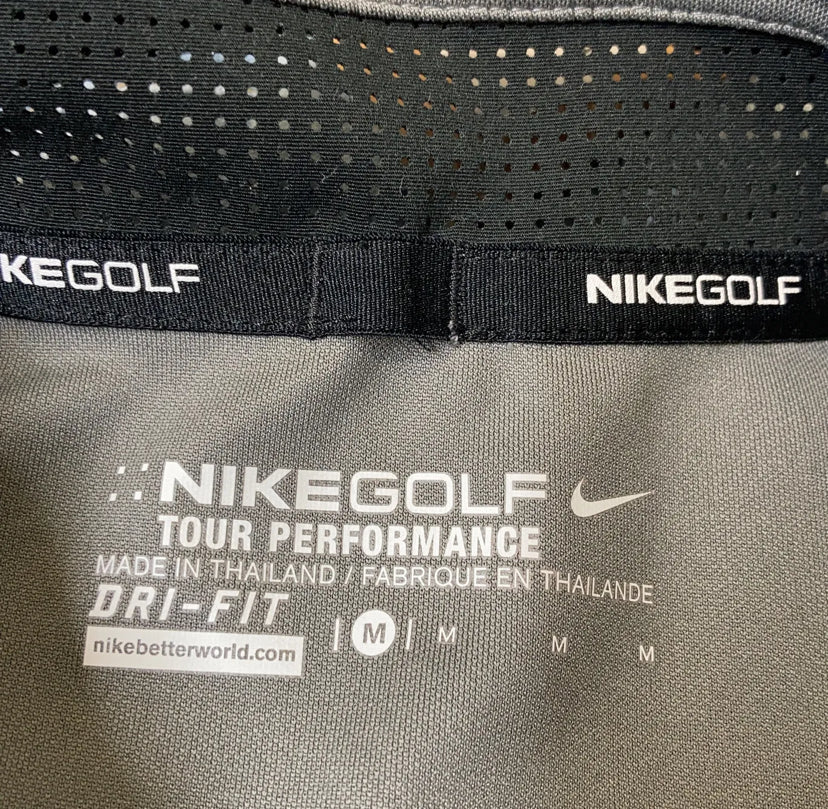 KEGOLF NIKEGOLF
NIKEGOLF
TOUR PERFORMANCE
MADE IN THAILAND / FABRIQUE EN THAILANDE
DRI-FIT
| M | M M M
nikebetterworld.com